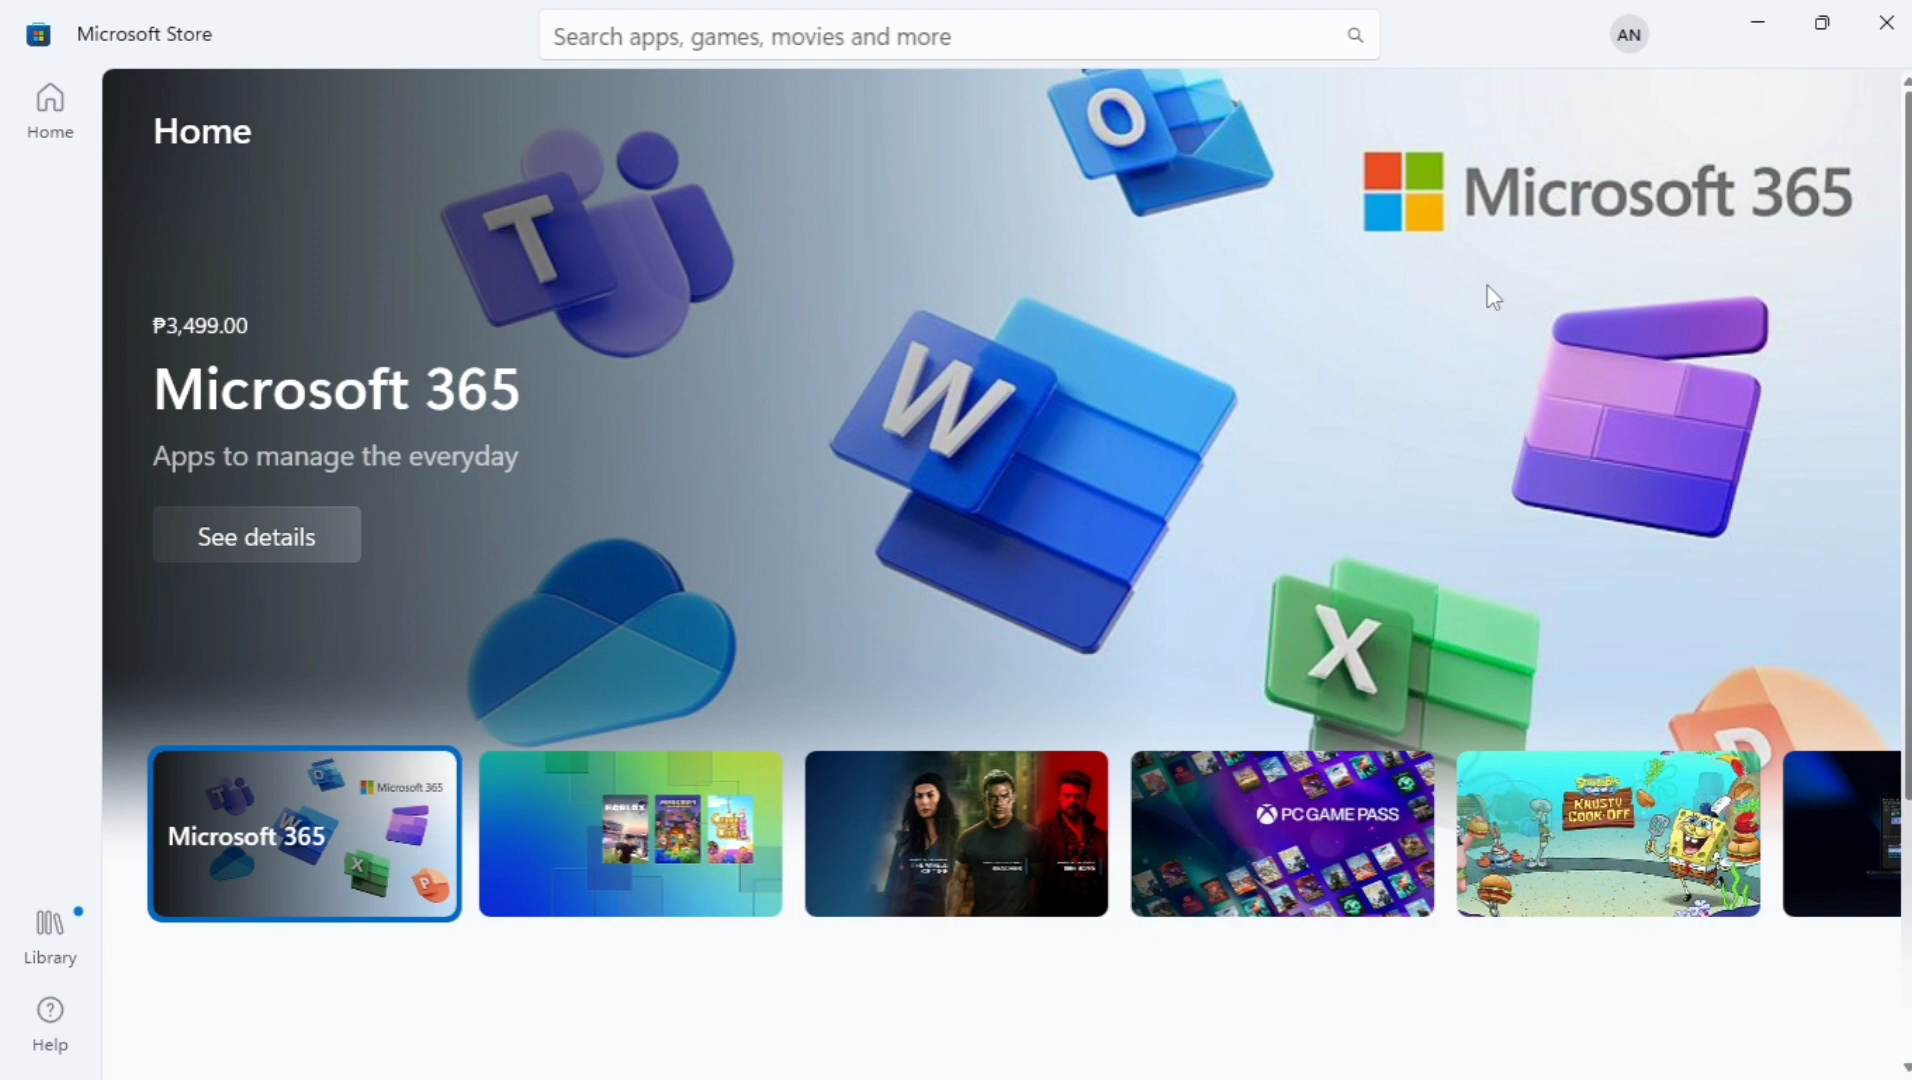 Microsoft Store
Search apps, games, movies and more
AN
Home
Home
T
O
Microsoft 365
₱3,499.00
Microsoft 365
Apps to manage the everyday
See details
W
X
P
Microsoft 365
Microsoft 365
ROBLOX
PC GAME PASS
KRUSTY
COOK-OFF
Library
Help